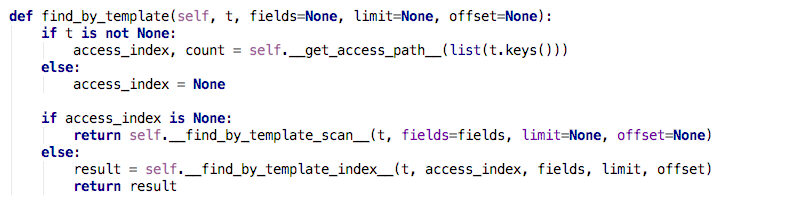 def find_by_template(self, t, fields=None, limit=None, offset=None):
    if t is not None:
        access_index, count = self.__get_access_path__(list(t.keys()))
    else:
        access_index = None

    if access_index is None:
        return self.__find_by_template_scan__(t, fields=fields, limit=None, offset=None)
    else:
        result = self.__find_by_template_index__(t, access_index, fields, limit, offset)
        return result